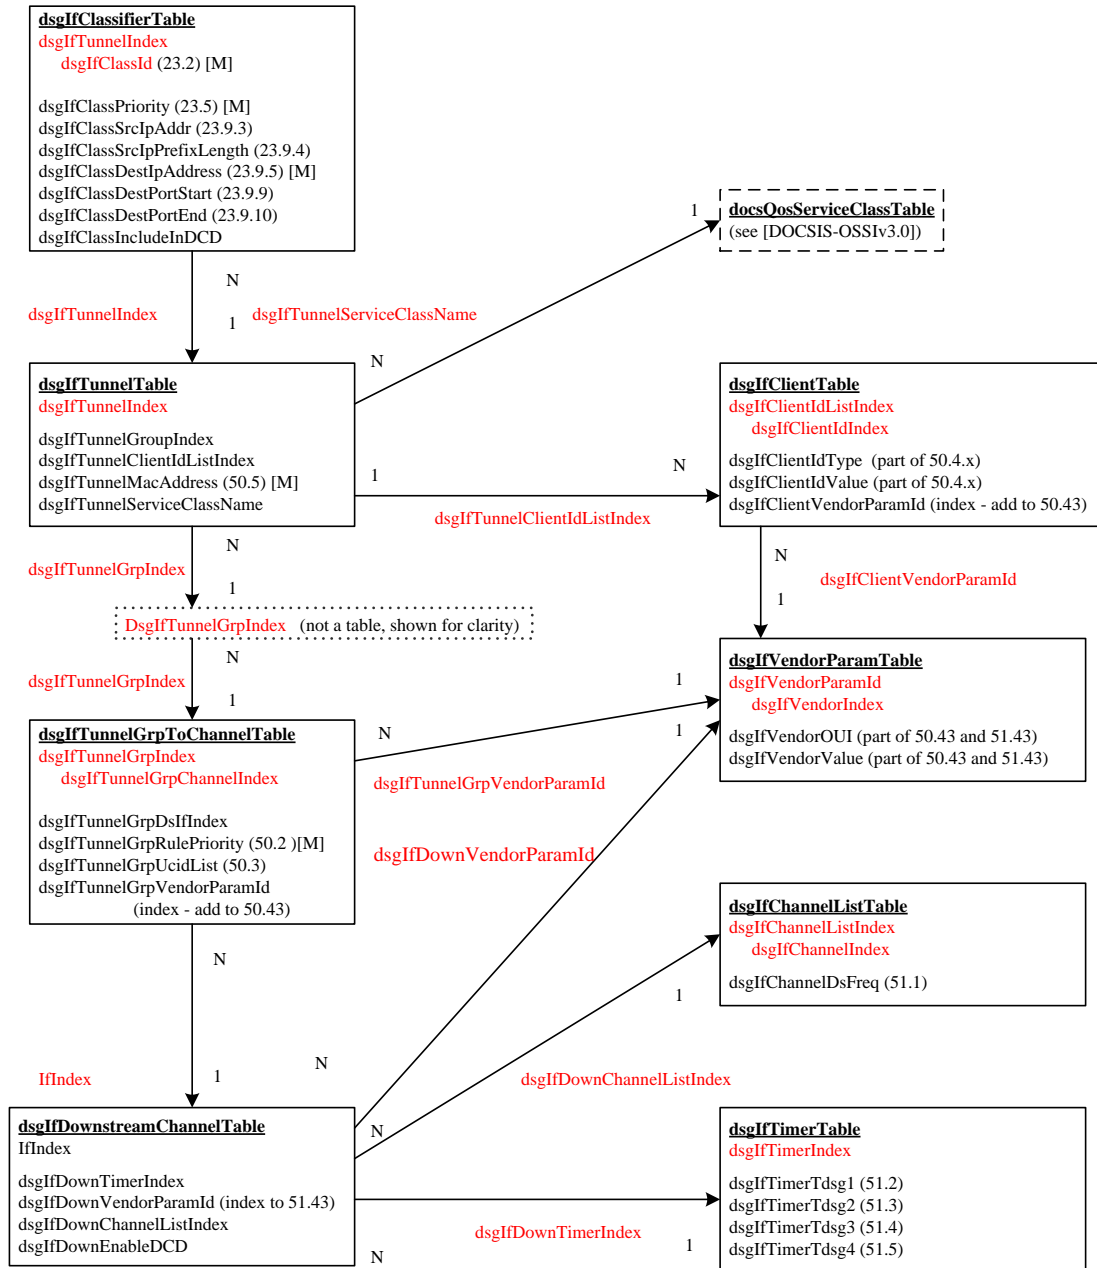 dsgIfClassifierTable
dsgIfTunnelIndex
dsgIfClassId (23.2) [M]
dsgIfClassPriority (23.5) [M]
dsgIfClassSrcIpAddr (23.9.3)
dsgIfClassSrcIpPrefixLength (23.9.4)
dsgIfClassDestIpAddress (23.9.5) [M]
dsgIfClassDestPortStart (23.9.9)
dsgIfClassDestPortEnd (23.9.10)
dsgIfClassIncludeInDCD
1
docsQosServiceClassTable
(see [DOCSIS-OSSIv3.0])
N
dsgIfTunnelIndex
1
dsgIfTunnelServiceClassName
N
dsgIfTunnelTable
dsgIfTunnelIndex
dsgIfTunnelGroupIndex
dsgIfTunnelClientIdListIndex
dsgIfTunnelMacAddress (50.5) [M]
dsgIfTunnelServiceClassName
1
N
dsgIfTunnelClientIdListIndex
dsgIfClientTable
dsgIfClientIdListIndex
dsgIfClientIdIndex
dsgIfClientIdType  (part of 50.4.x)
dsgIfClientIdValue (part of 50.4.x)
dsgIfClientVendorParamId (index - add to 50.43)
N
dsgIfTunnelGrpIndex
1
N
dsgIfClientVendorParamId
1
DsgIfTunnelGrpIndex   (not a table, shown for clarity)
N
dsgIfTunnelGrpIndex
1
dsgIfVendorParamTable
dsgIfVendorParamId
dsgIfVendorIndex
dsgIfVendorOUI (part of 50.43 and 51.43)
dsgIfVendorValue (part of 50.43 and 51.43)
1
N
1
dsgIfTunnelGrpVendorParamId
dsgIfTunnelGrpToChannelTable
dsgIfTunnelGrpIndex
dsgIfTunnelGrpChannelIndex
dsgIfTunnelGrpDsIfIndex
dsgIfTunnelGrpRulePriority (50.2 )[M]
dsgIfTunnelGrpUcidList (50.3)
dsgIfTunnelGrpVendorParamId
(index - add to 50.43)
dsgIfDownVendorParamId
dsgIfChannelListTable
dsgIfChannelListIndex
dsgIfChannelIndex
dsgIfChannelDsFreq (51.1)
N
1
N
IfIndex
1
dsgIfDownChannelListIndex
dsgIfDownstreamChannelTable
IfIndex
dsgIfDownTimerIndex
dsgIfDownVendorParamId (index to 51.43)
dsgIfDownChannelListIndex
dsgIfDownEnableDCD
N
dsgIfDownTimerIndex
1
N
dsgIfTimerTable
dsgIfTimerIndex
dsgIfTimerTdsg1 (51.2)
dsgIfTimerTdsg2 (51.3)
dsgIfTimerTdsg3 (51.4)
dsgIfTimerTdsg4 (51.5)